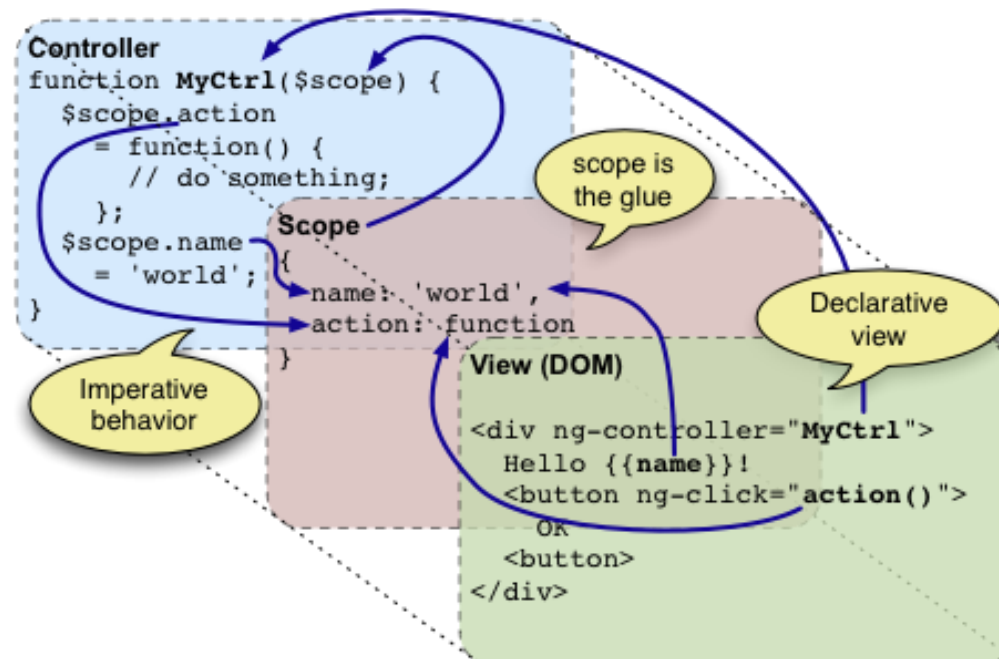 Controller
function MyCtrl($scope) {
$scope.action
= function() {
// do something;
};
$scope.name
= 'world';
}
Imperative
behavior
scope is
the glue
Scope
{
name: 'world',
action: function
}
Declarative
view
View (DOM)
<div ng-controller="MyCtrl">
Hello {{name}}!
<button ng-click="action()">
OK
<button>
</div>